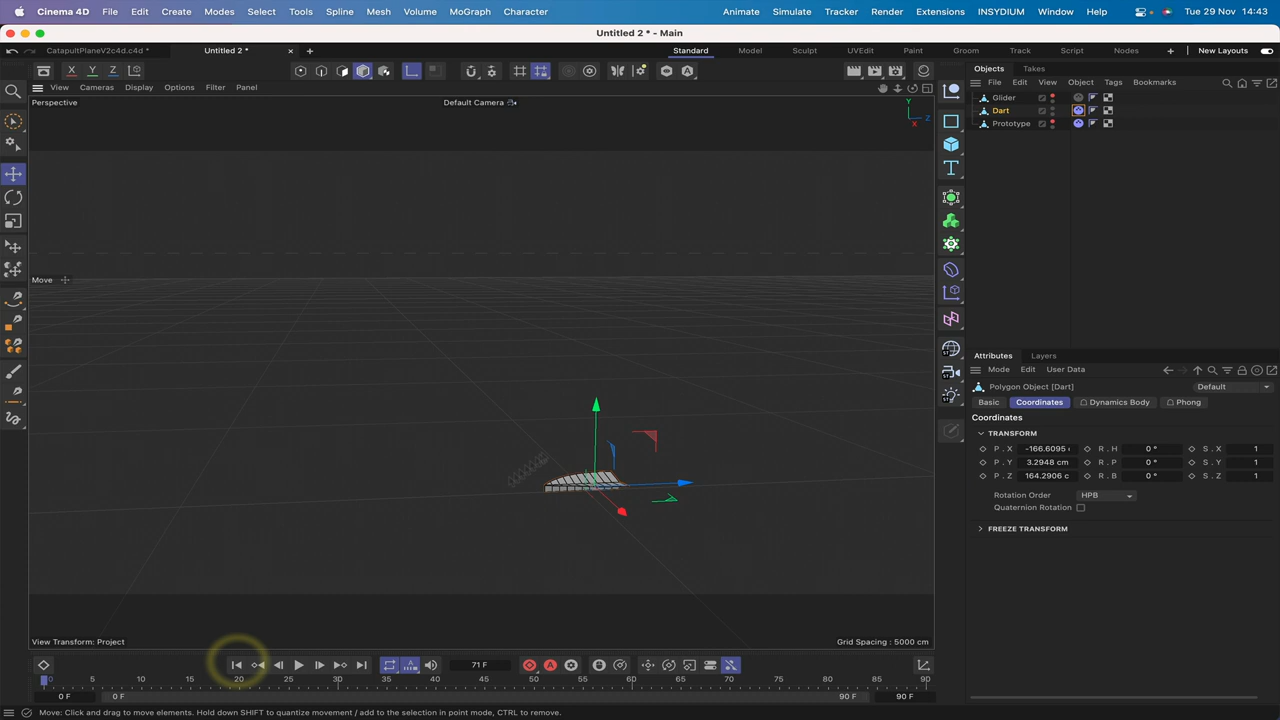 Cinema 4D File Edit Create Modes Select Tools Spline Mesh Volume MoGraph Character Animate Simulate Tracker Render Extensions INSYDIUM Window Help Tue 29 Nov 14:43
Untitled 2 * - Main
CatapultPlaneV2c4d.c4d * Untitled 2 * Standard Model Sculpt UVEdit Paint Groom Track Script Nodes New Layouts
X Y Z
Objects Takes
View Cameras Display Options Filter Panel
File Edit View Object Tags Bookmarks
Perspective Default Camera
Glider
Dart
Prototype
Y
Z
X
Move
Attributes Layers
Mode Edit User Data
Polygon Object [Dart] Default
Basic Coordinates Dynamics Body Phong
Coordinates
TRANSFORM
P . X -166.6095 R . H 0 ° S . X 1
P . Y 3.2948 cm R . P 0 ° S . Y 1
P . Z 164.2906 c R . B 0 ° S . Z 1
Rotation Order HPB
Quaternion Rotation
FREEZE TRANSFORM
View Transform: Project Grid Spacing : 5000 cm
71 F
0 5 10 15 20 25 30 35 40 45 50 55 60 65 70 75 80 85 90
0 F 0 F 90 F 90 F
Move: Click and drag to move elements. Hold down SHIFT to quantize movement / add to the selection in point mode, CTRL to remove.